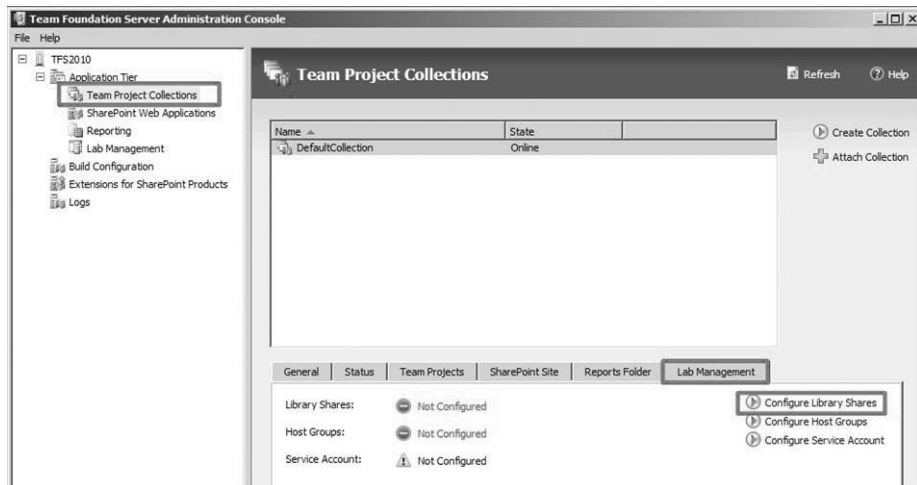 Team Foundation Server Administration Console
File Help
TFS2010
Application Tier
Team Project Collections
SharePoint Web Applications
Reporting
Lab Management
Build Configuration
Extensions for SharePoint Products
Logs
Team Project Collections
Refresh Help
Name State
DefaultCollection Online
Create Collection
Attach Collection
General Status Team Projects SharePoint Site Reports Folder Lab Management
Library Shares: Not Configured Configure Library Shares
Host Groups: Not Configured Configure Host Groups
Service Account: Not Configured Configure Service Account